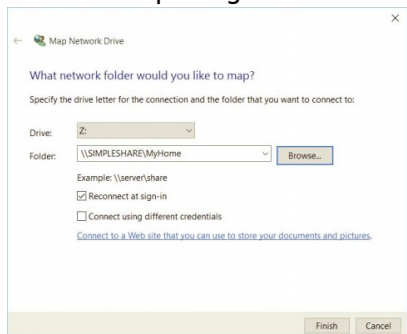 Map Network Drive
What network folder would you like to map?
Specify the drive letter for the connection and the folder that you want to connect to:
Drive: Z:
Folder: \\SIMPLESHARE\MyHome Browse...
Example: \\server\share
Reconnect at sign-in
Connect using different credentials
Connect to a Web site that you can use to store your documents and pictures.
Finish Cancel